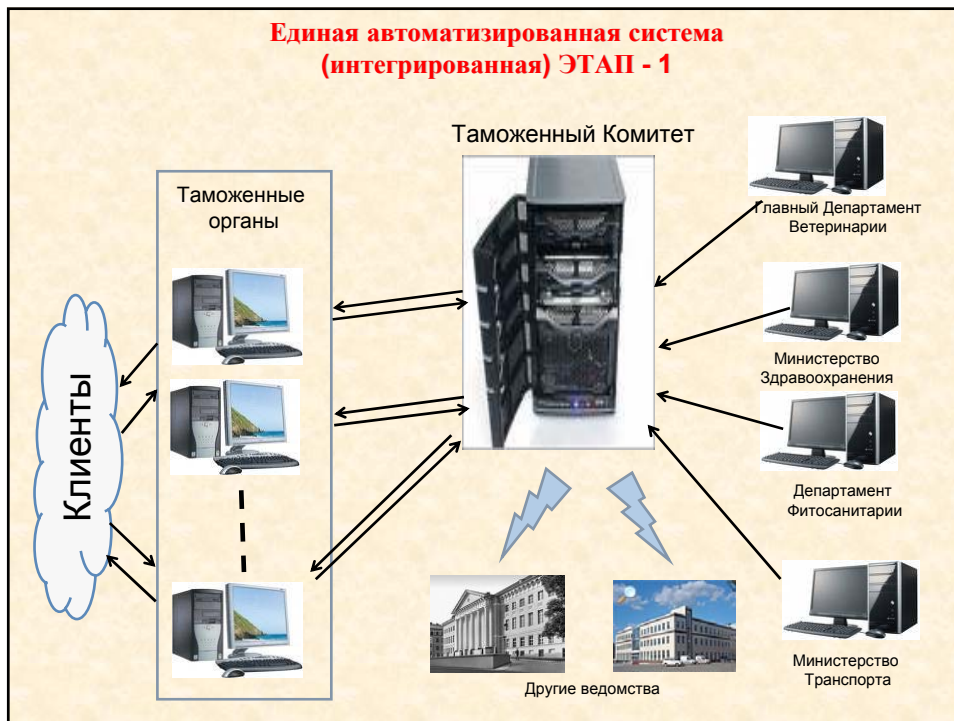 Единая автоматизированная система
(интегрированная) ЭТАП - 1
Таможенный Комитет
Таможенные
органы
Клиенты
Главный Департамент
Ветеринарии
Министерство
Здравоохранения
Департамент
Фитосанитарии
Министерство
Транспорта
Другие ведомства